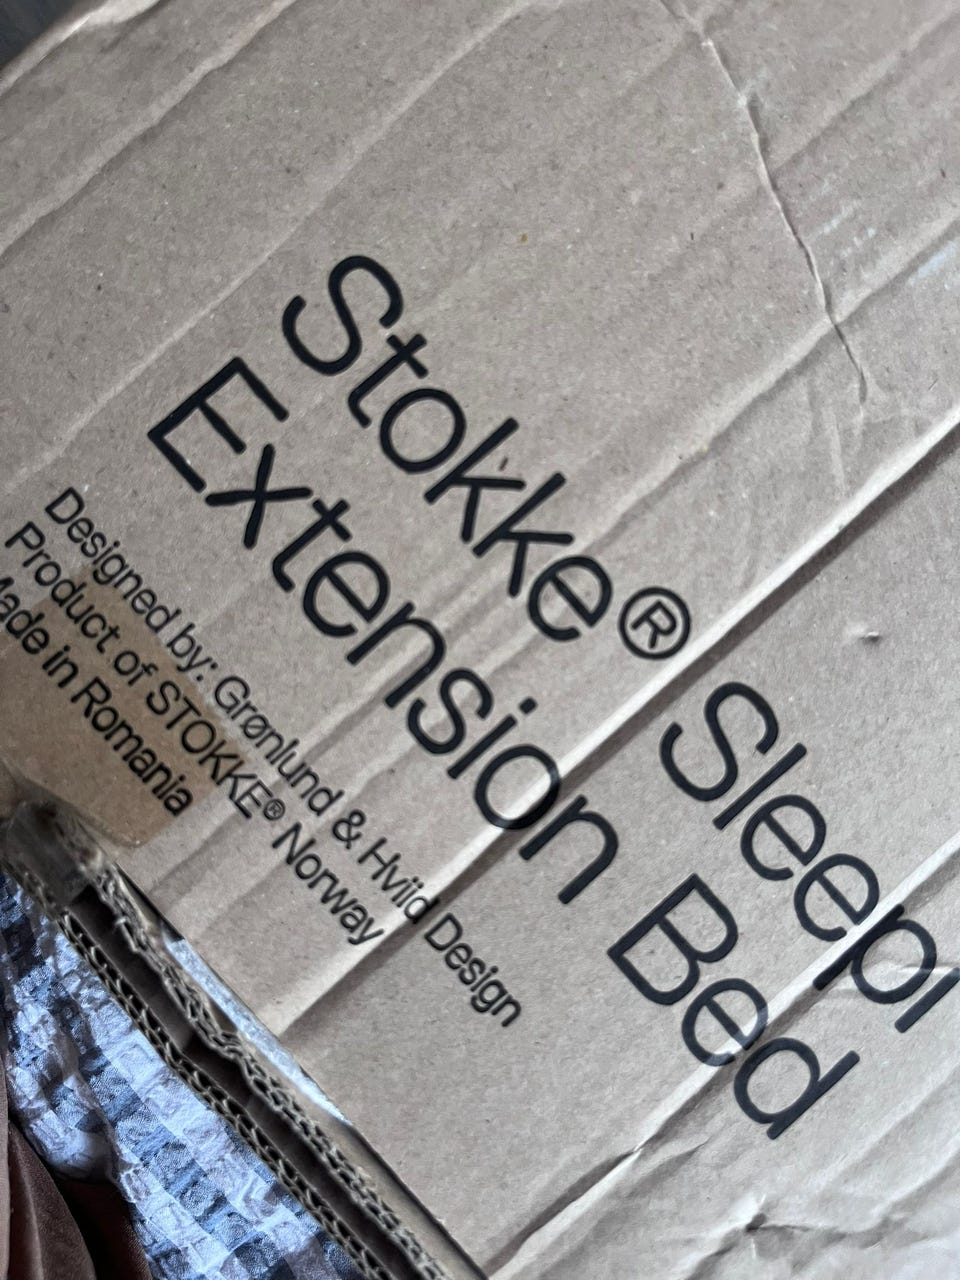 Stokke® Sleepi
Extension Bed
Designed by: Grønlund & Hviid Design
Product of STOKKE® Norway
Made in Romania